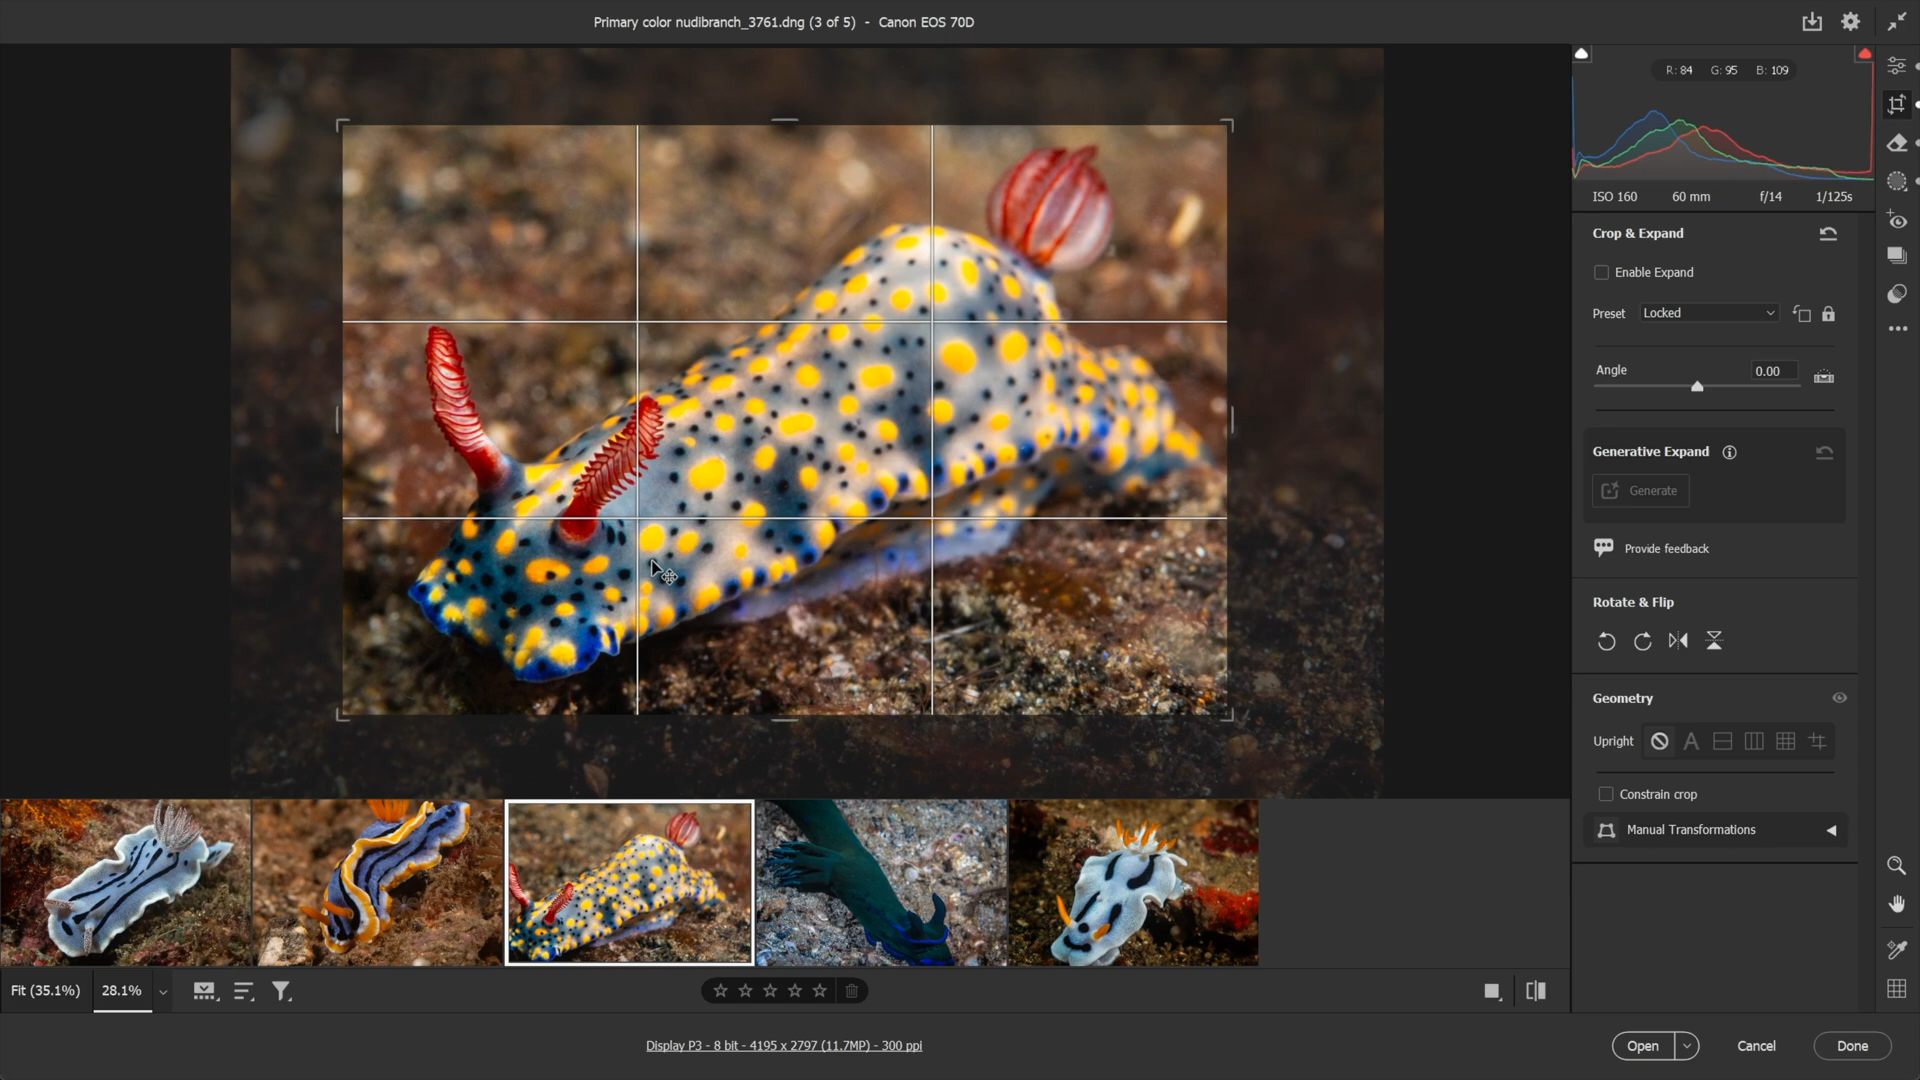 Primary color nudibranch_3761.dng (3 of 5) - Canon EOS 70D
R: 84 G: 95 B: 109
ISO 160 60 mm f/14 1/125s
Crop & Expand
Enable Expand
Preset Locked
Angle 0.00
Generative Expand
Generate
Provide feedback
Rotate & Flip
Geometry
Upright A
Constrain crop
Manual Transformations
Fit (35.1%) 28.1%
Display P3 - 8 bit - 4195 x 2797 (11.7MP) - 300 ppi
Open Cancel Done